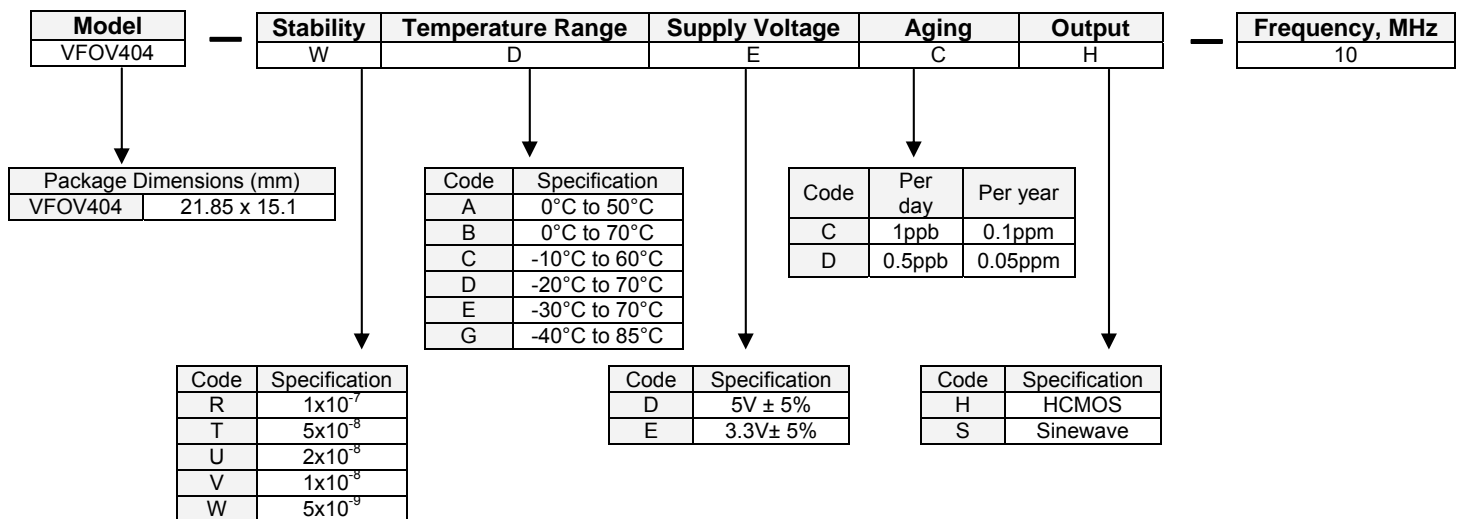 Model — Stability Temperature Range Supply Voltage Aging Output — Frequency, MHz
VFOV404 W D E C H 10
Package Dimensions (mm)
VFOV404 21.85 x 15.1
Code Specification
A 0°C to 50°C
B 0°C to 70°C
C -10°C to 60°C
D -20°C to 70°C
E -30°C to 70°C
G -40°C to 85°C
Code Per day Per year
C 1ppb 0.1ppm
D 0.5ppb 0.05ppm
Code Specification
R 1x10⁻⁷
T 5x10⁻⁸
U 2x10⁻⁸
V 1x10⁻⁸
W 5x10⁻⁹
Code Specification
D 5V ± 5%
E 3.3V± 5%
Code Specification
H HCMOS
S Sinewave